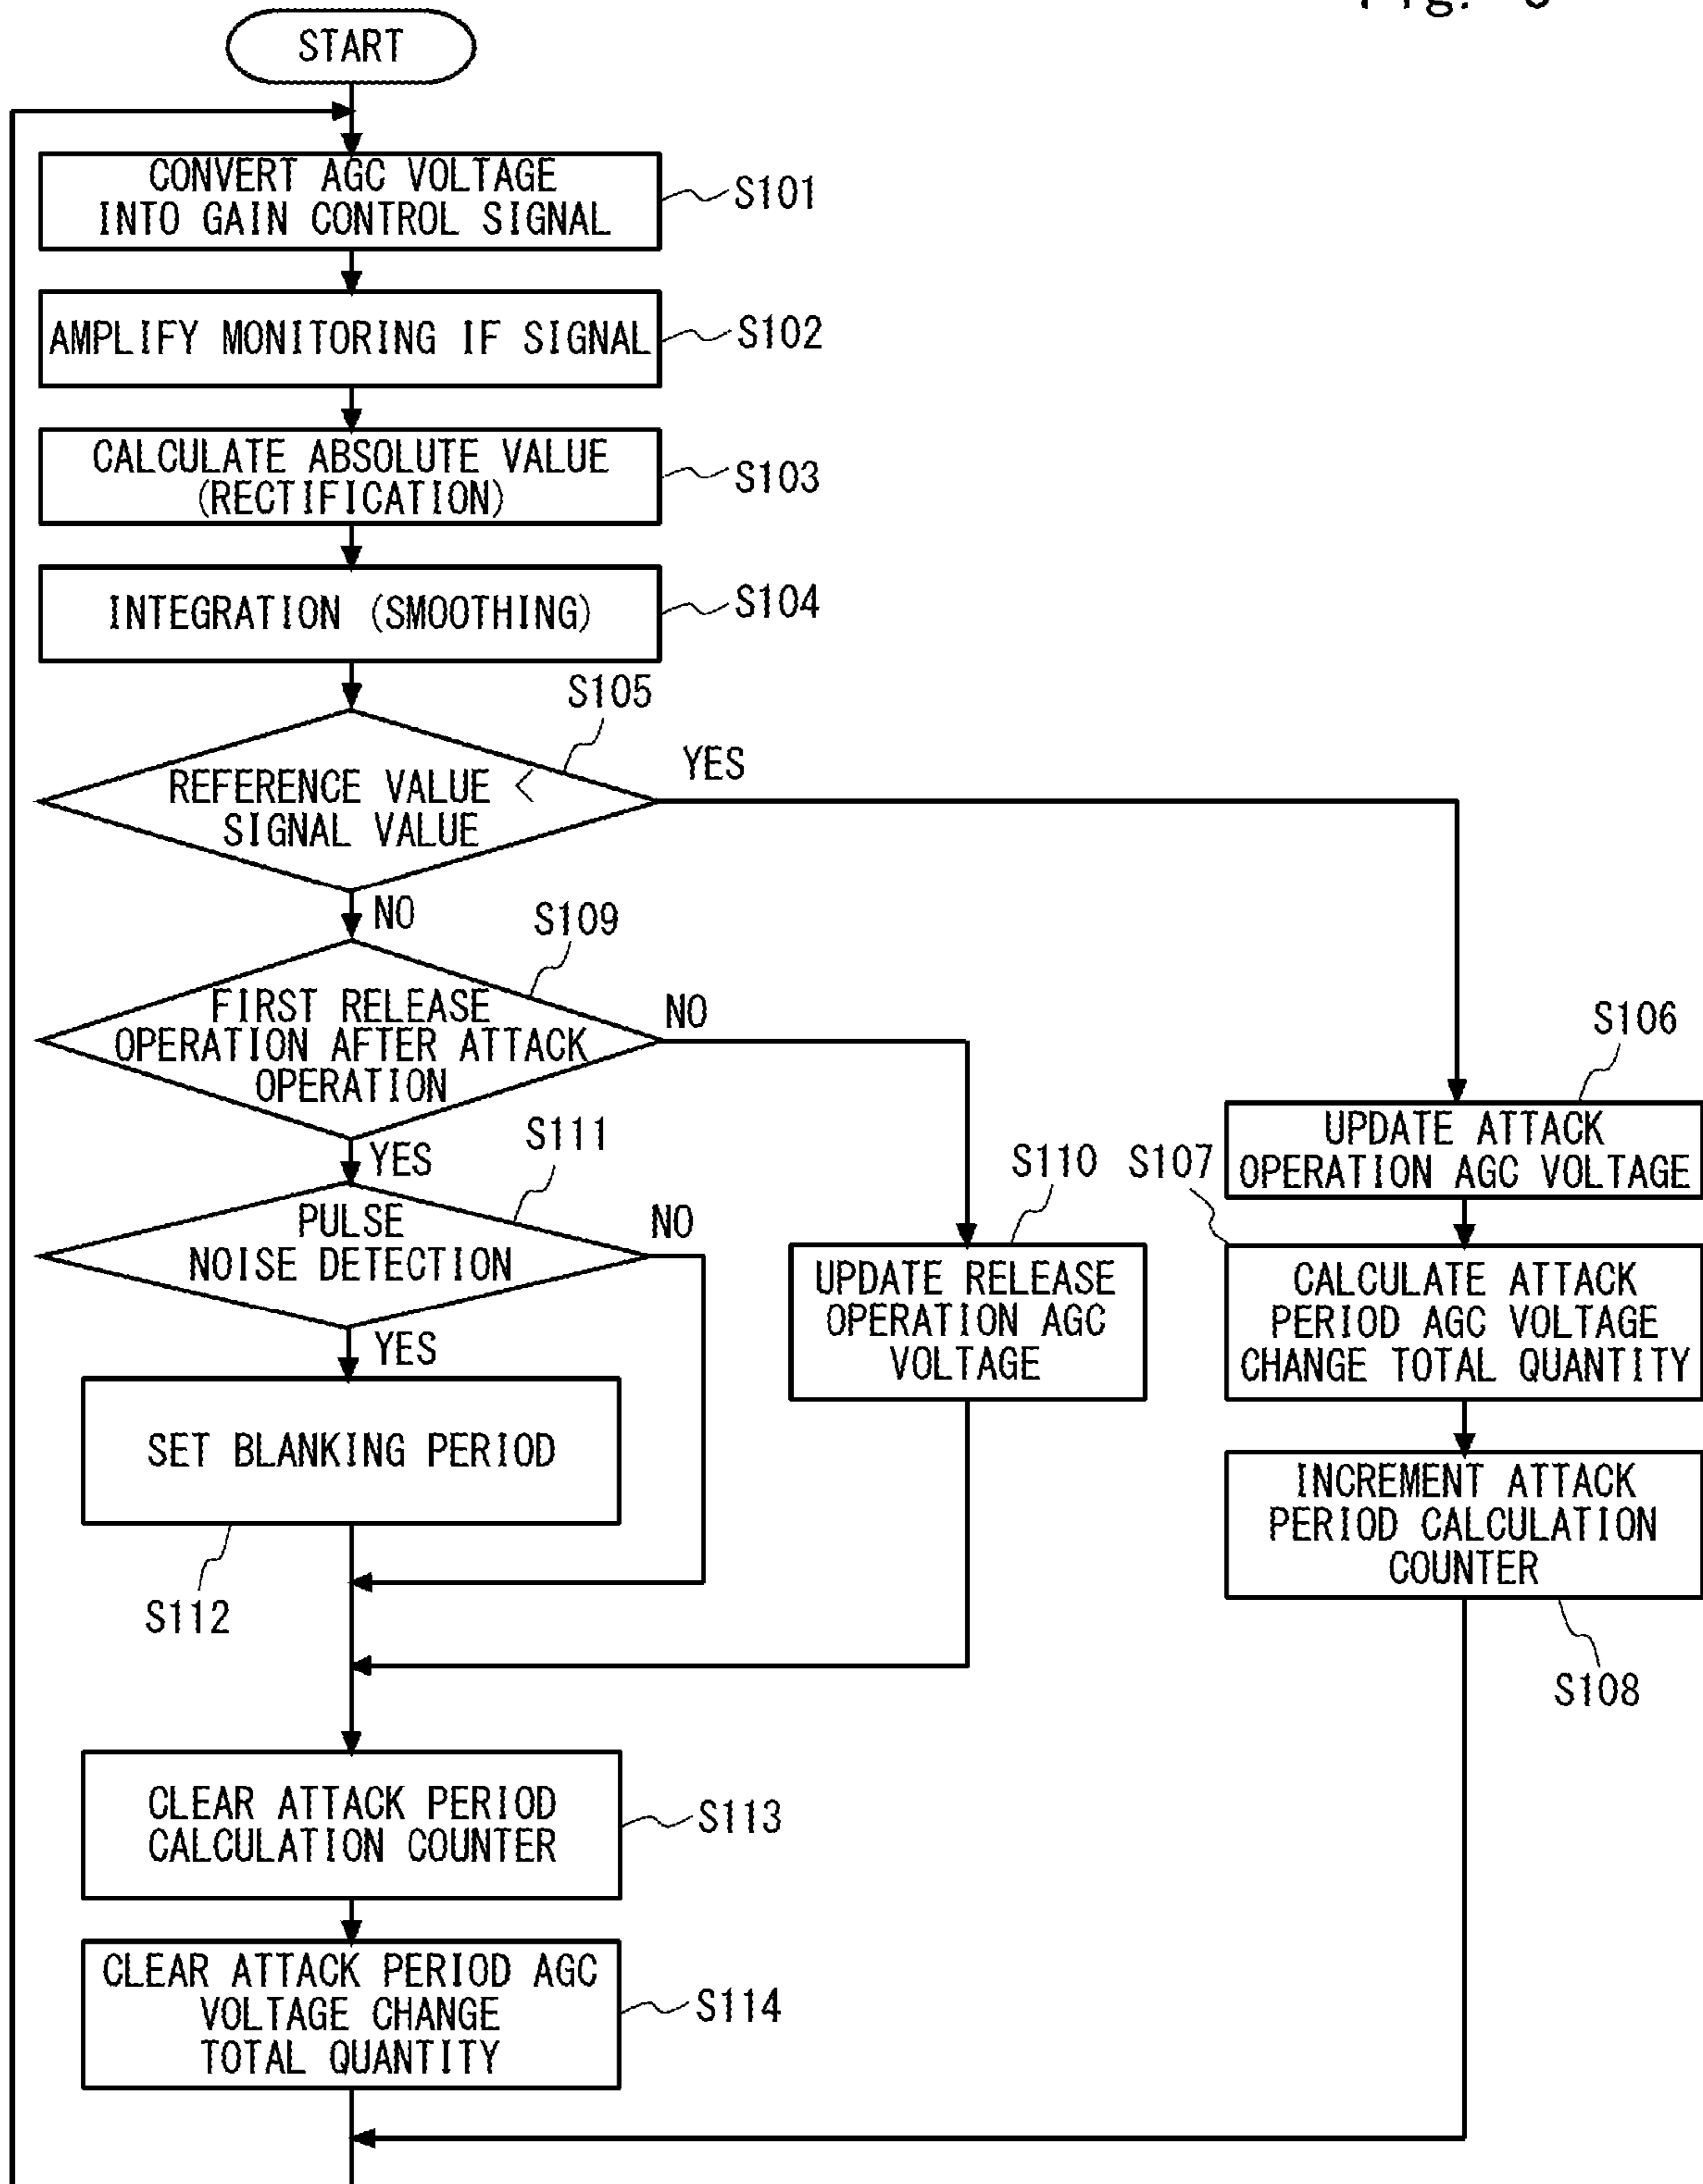 START
CONVERT AGC VOLTAGE
INTO GAIN CONTROL SIGNAL
S101
AMPLIFY MONITORING IF SIGNAL
S102
CALCULATE ABSOLUTE VALUE
(RECTIFICATION)
S103
INTEGRATION (SMOOTHING)
S104
S105
REFERENCE VALUE <
SIGNAL VALUE
YES
NO
S109
FIRST RELEASE
OPERATION AFTER ATTACK
OPERATION
NO
YES
S111
PULSE
NOISE DETECTION
NO
YES
SET BLANKING PERIOD
S112
S110
UPDATE RELEASE
OPERATION AGC
VOLTAGE
S106
UPDATE ATTACK
OPERATION AGC VOLTAGE
S107
CALCULATE ATTACK
PERIOD AGC VOLTAGE
CHANGE TOTAL QUANTITY
INCREMENT ATTACK
PERIOD CALCULATION
COUNTER
S108
CLEAR ATTACK PERIOD
CALCULATION COUNTER
S113
CLEAR ATTACK PERIOD AGC
VOLTAGE CHANGE
TOTAL QUANTITY
S114